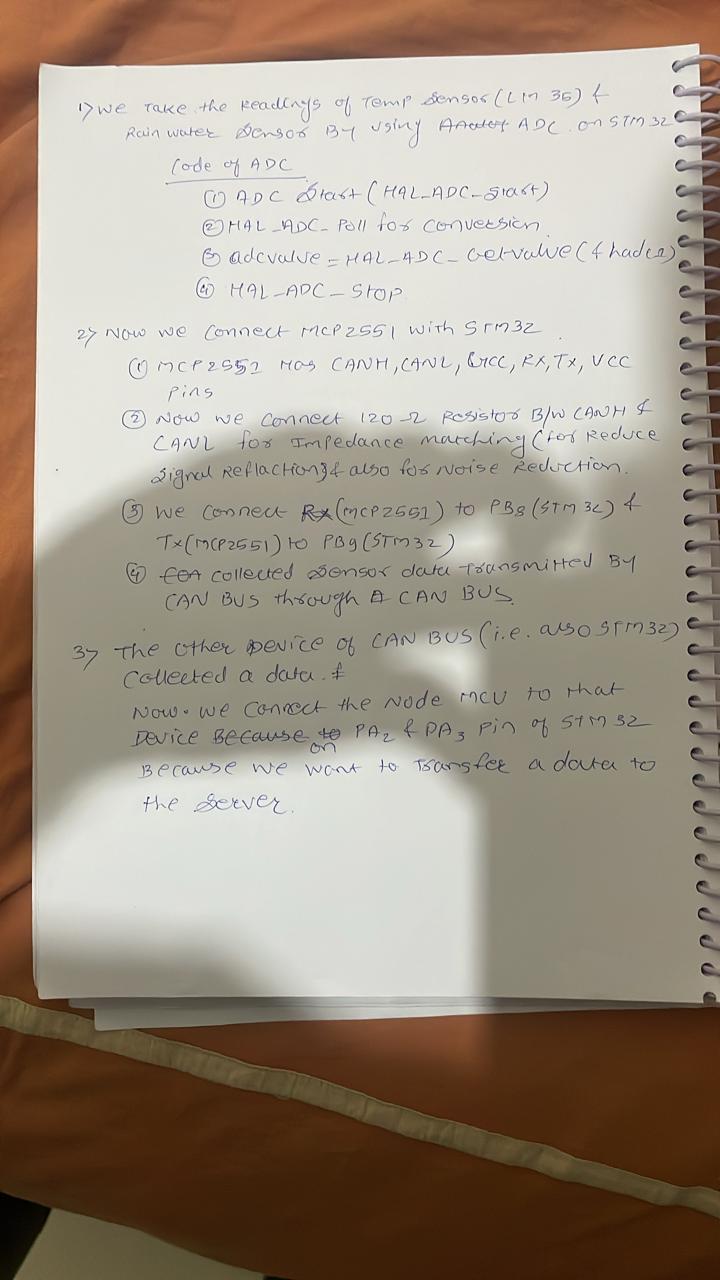 1) We Take the Readings of Temp Sensor (LM 35) &
Rain water Sensor By using ADC on STM 32
Code of ADC
① ADC Start (HAL_ADC_Start)
② HAL_ADC_Poll for conversion
③ adcvalue = HAL_ADC_Getvalue (& hadc1)
④ HAL_ADC_STOP
2) Now we connect MCP2551 with STM32
① MCP2551 Has CANH, CANL, VCC, RX, TX, VCC
Pins
② Now we connect 120 Ω Resistor B/W CANH &
CANL for Impedance matching (for Reduce
Signal Reflaction) & also for Noise Reduction.
③ We connect Rx (MCP2551) to PB8 (STM 32) &
Tx (MCP2551) to PB9 (STM32)
④ collected Sensor data Transmitted By
CAN BUS through CAN BUS.
3) The other Device of CAN BUS (i.e. also STM32)
Collected a data. &
Now we Connect the Node MCU to that
Device on PA2 & PA3 pin of STM 32
Because we want to Transfer a data to
the Server.